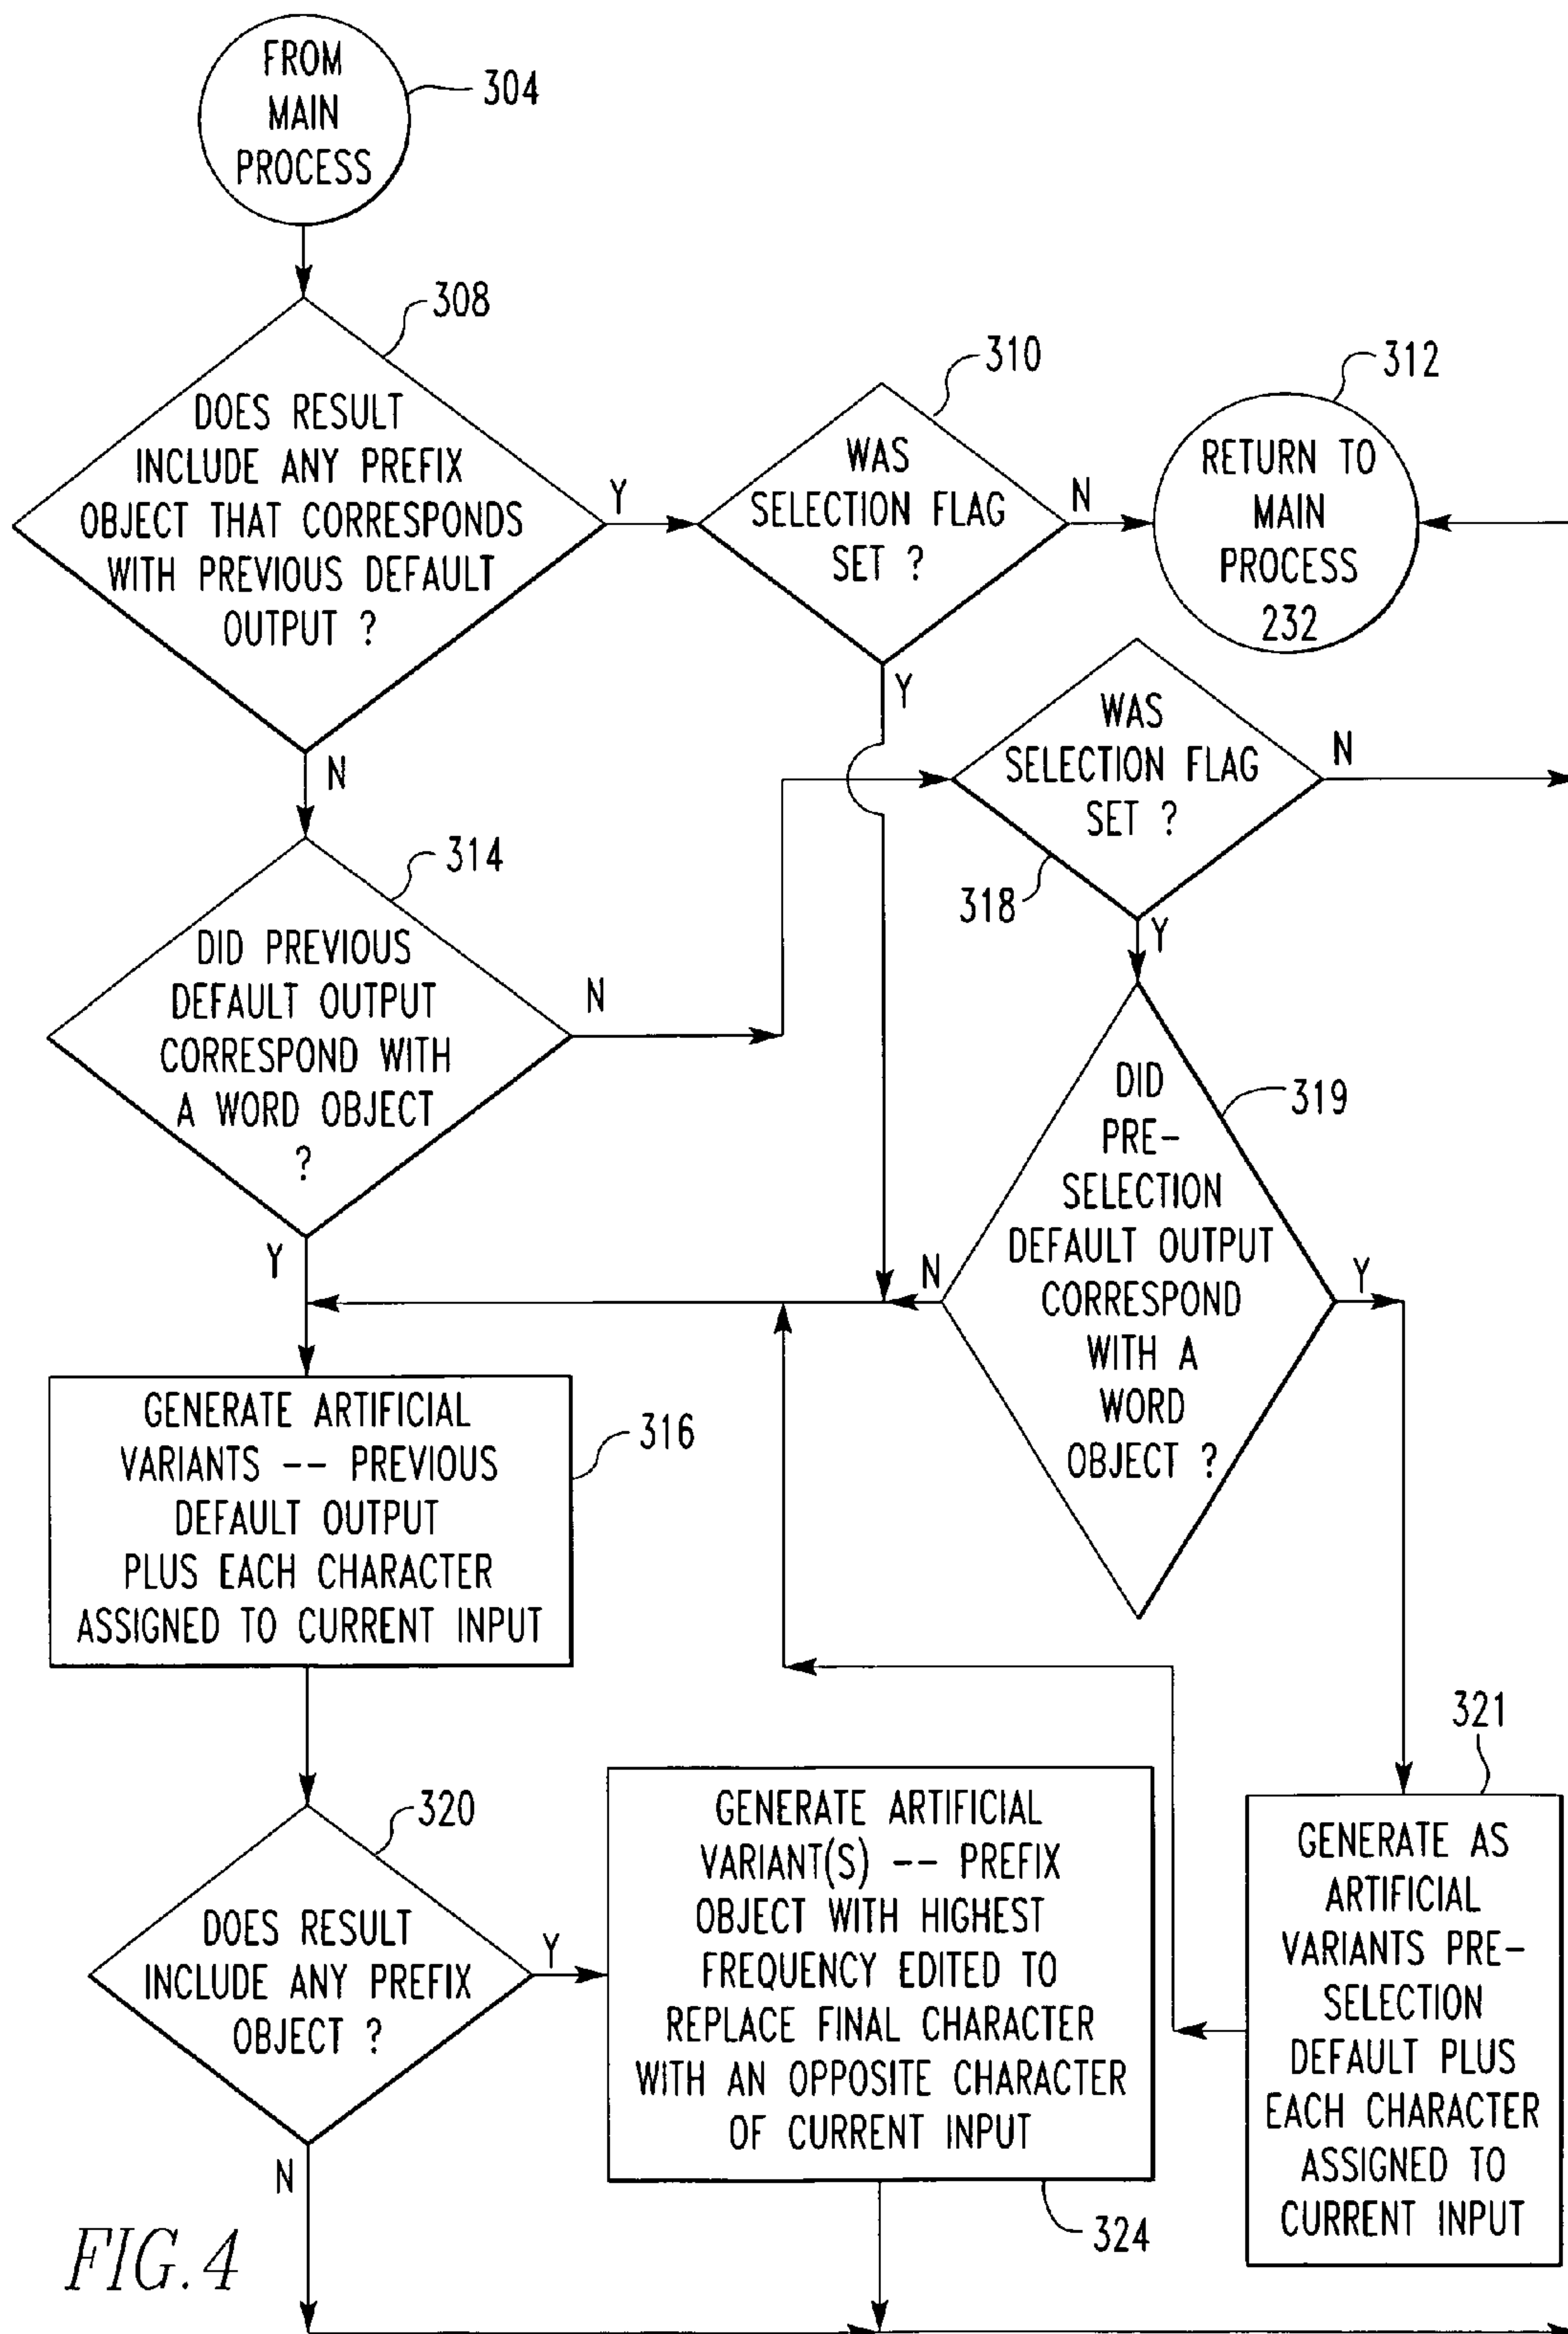 FROM
MAIN
PROCESS
304
308
DOES RESULT
INCLUDE ANY PREFIX
OBJECT THAT CORRESPONDS
WITH PREVIOUS DEFAULT
OUTPUT ?
Y
N
310
WAS
SELECTION FLAG
SET ?
N
Y
312
RETURN TO
MAIN
PROCESS
232
314
DID PREVIOUS
DEFAULT OUTPUT
CORRESPOND WITH
A WORD OBJECT
?
N
Y
WAS
SELECTION FLAG
SET ?
N
318
Y
DID
PRE-
SELECTION
DEFAULT OUTPUT
CORRESPOND
WITH A
WORD
OBJECT ?
319
N
Y
GENERATE ARTIFICIAL
VARIANTS -- PREVIOUS
DEFAULT OUTPUT
PLUS EACH CHARACTER
ASSIGNED TO CURRENT INPUT
316
320
DOES RESULT
INCLUDE ANY PREFIX
OBJECT ?
Y
N
GENERATE ARTIFICIAL
VARIANT(S) -- PREFIX
OBJECT WITH HIGHEST
FREQUENCY EDITED TO
REPLACE FINAL CHARACTER
WITH AN OPPOSITE CHARACTER
OF CURRENT INPUT
324
321
GENERATE AS
ARTIFICIAL
VARIANTS PRE-
SELECTION
DEFAULT PLUS
EACH CHARACTER
ASSIGNED TO
CURRENT INPUT
FIG.4